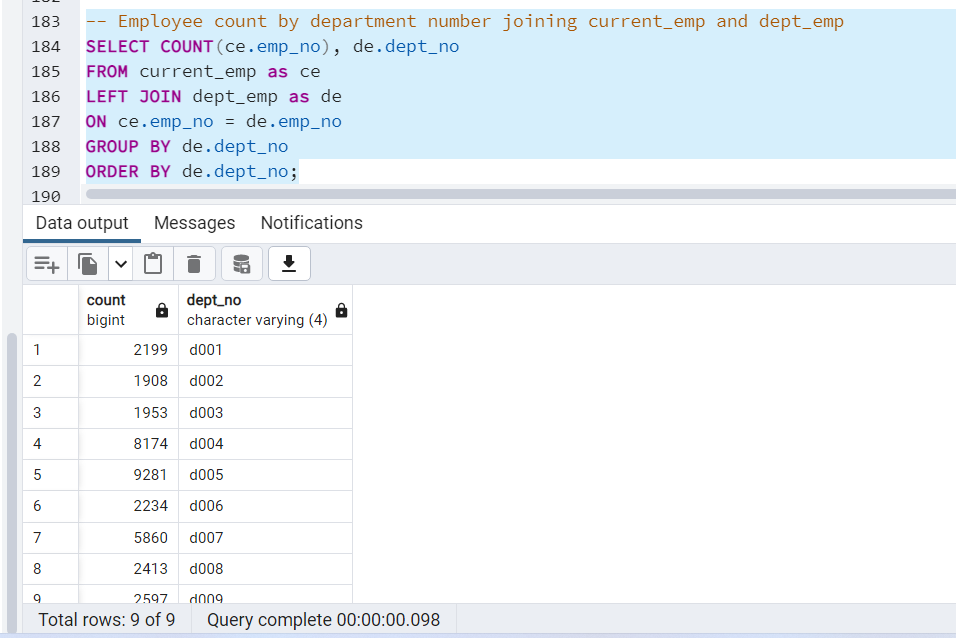 183 -- Employee count by department number joining current_emp and dept_emp
184 SELECT COUNT(ce.emp_no), de.dept_no
185 FROM current_emp as ce
186 LEFT JOIN dept_emp as de
187 ON ce.emp_no = de.emp_no
188 GROUP BY de.dept_no
189 ORDER BY de.dept_no;
190
Data output Messages Notifications
count dept_no
bigint character varying (4)
1 2199 d001
2 1908 d002
3 1953 d003
4 8174 d004
5 9281 d005
6 2234 d006
7 5860 d007
8 2413 d008
9 2597 d009
Total rows: 9 of 9 Query complete 00:00:00.098